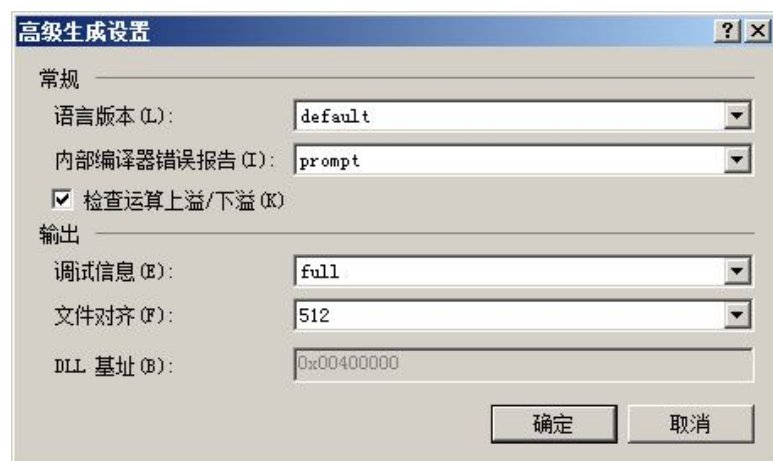 高级生成设置
常规
语言版本(L): default
内部编译器错误报告(I): prompt
检查运算上溢/下溢(K)
输出
调试信息(E): full
文件对齐(F): 512
DLL 基址(B): 0x00400000
确定 取消